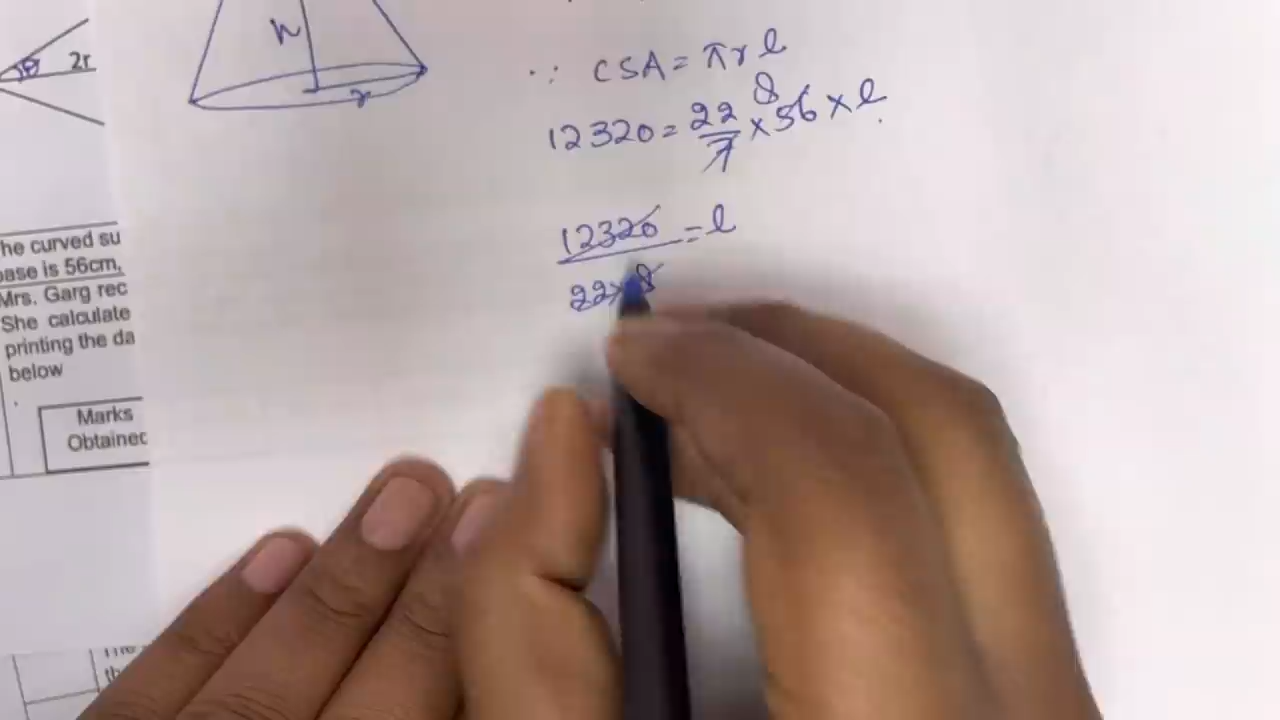 h
r
θ 2r
∵ CSA = πrl
8
12320 = 22/7 × 56 × l
12320/22×8 = l
he curved su
ase is 56cm,
Mrs. Garg rec
She calculate
printing the da
below
Marks
Obtained